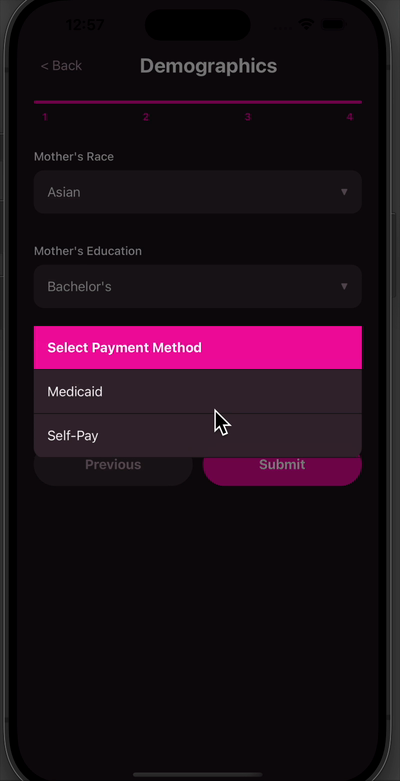 12:57
< Back
Demographics
1 2 3 4
Mother's Race
Asian
Mother's Education
Bachelor's
Select Payment Method
Medicaid
Self-Pay
Previous
Submit